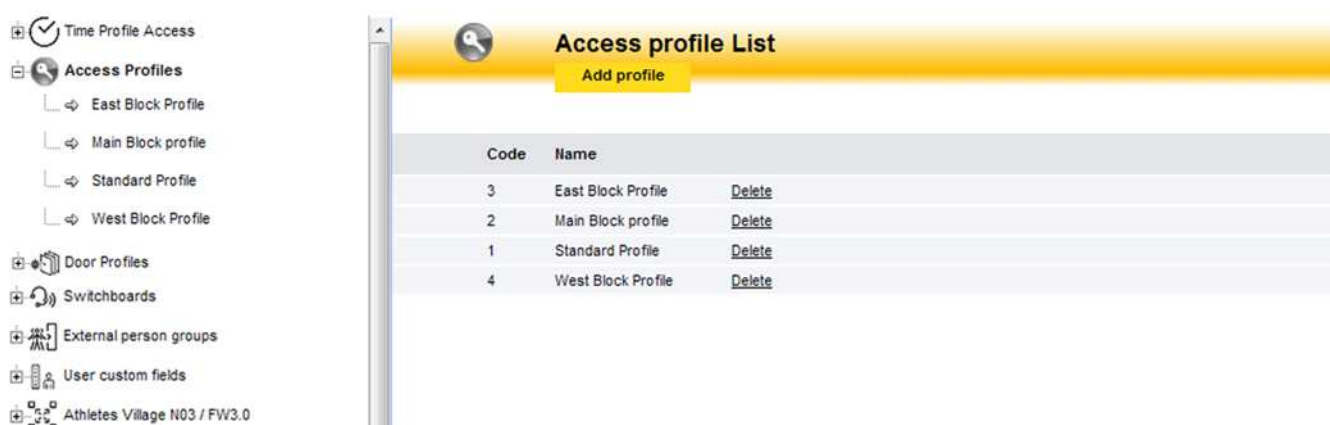 Time Profile Access
Access Profiles
East Block Profile
Main Block profile
Standard Profile
West Block Profile
Door Profiles
Switchboards
External person groups
User custom fields
Athletes Village N03 / FW3.0
Access profile List
Add profile
Code Name
3 East Block Profile Delete
2 Main Block profile Delete
1 Standard Profile Delete
4 West Block Profile Delete